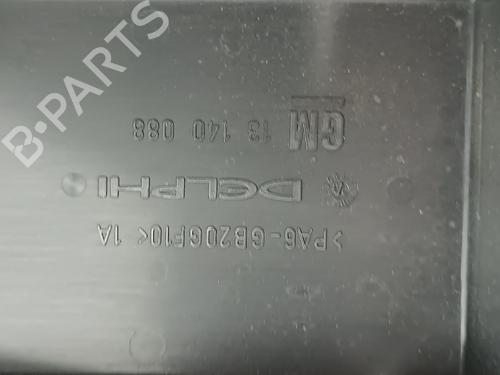 >PA6-GB20GF10< 1A
DELPHI
GM 13 140 088
B-PARTS